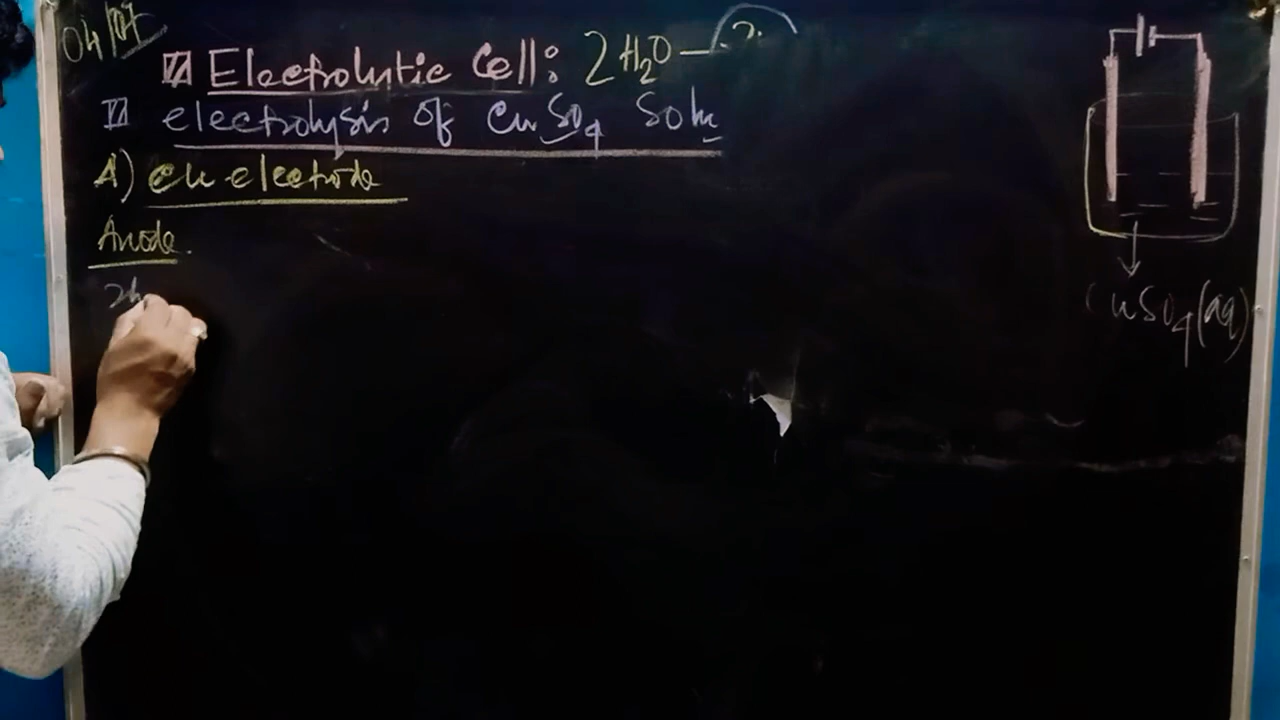 04/07
Electrolytic Cell: 2H₂O —
electrolysis of CuSO₄ Soln
A) Cu electrode
Anode.
CuSO₄(aq)